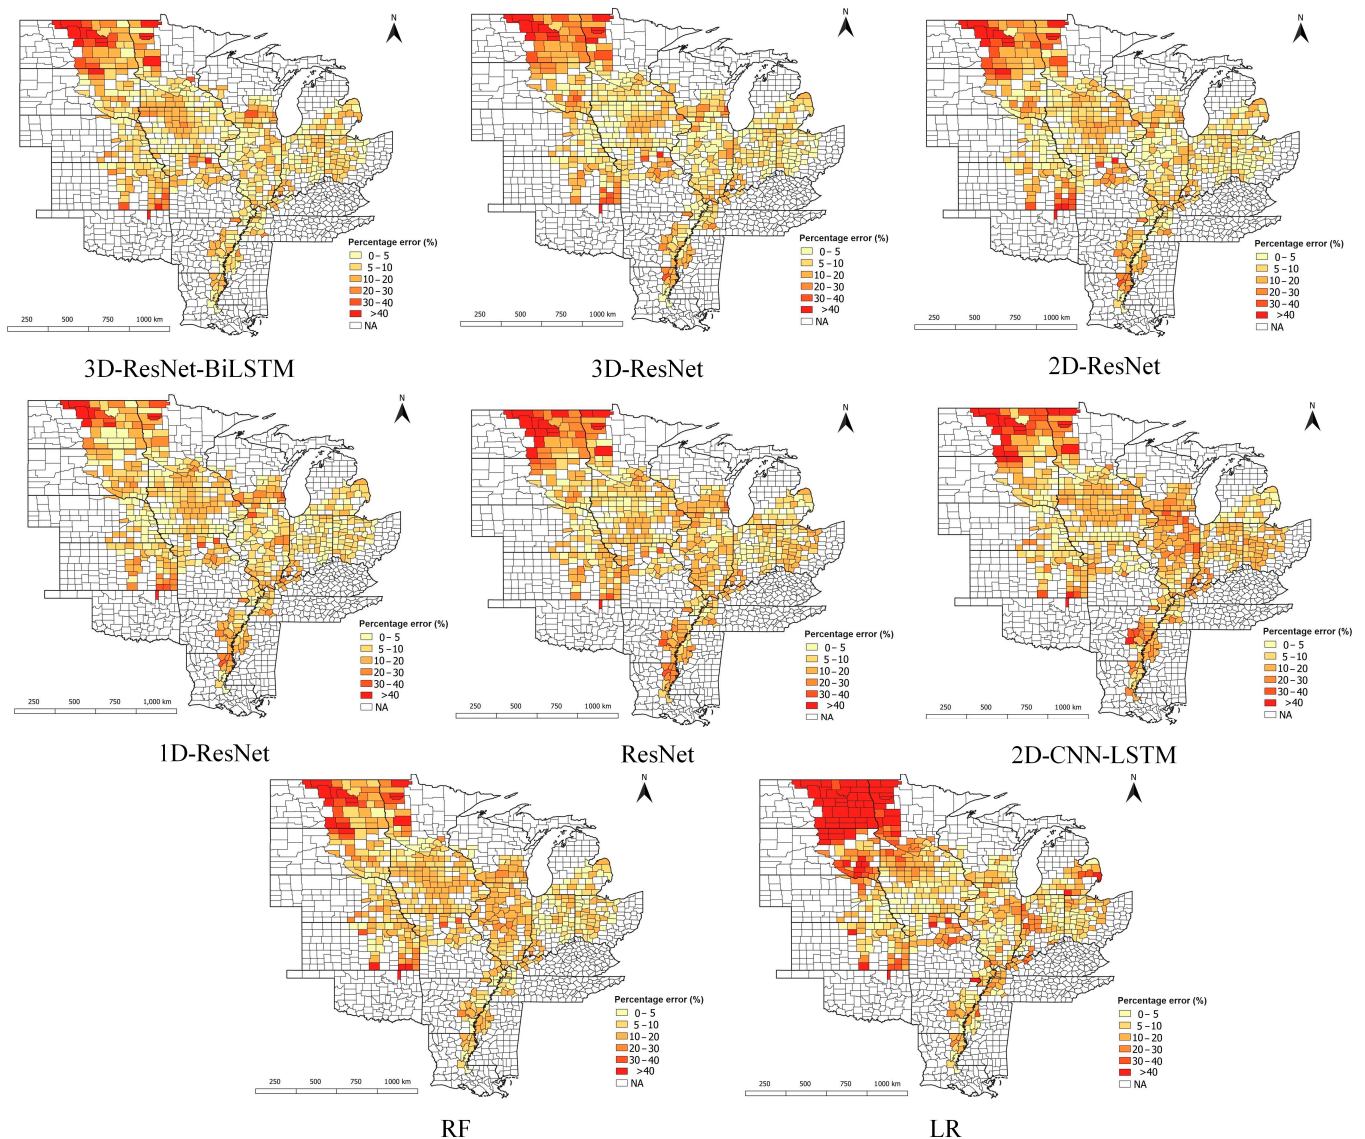 N
Percentage error (%)
0 – 5
5 – 10
10 – 20
20 – 30
30 – 40
>40
NA
250 500 750 1000 km
3D-ResNet-BiLSTM
N
Percentage error (%)
0 – 5
5 – 10
10 – 20
20 – 30
30 – 40
>40
NA
250 500 750 1000 km
3D-ResNet
N
Percentage error (%)
0 – 5
5 – 10
10 – 20
20 – 30
30 – 40
>40
NA
250 500 750 1000 km
2D-ResNet
N
Percentage error (%)
0 – 5
5 – 10
10 – 20
20 – 30
30 – 40
>40
NA
250 500 750 1,000 km
1D-ResNet
N
Percentage error (%)
0 – 5
5 – 10
10 – 20
20 – 30
30 – 40
>40
NA
250 500 750 1000 km
ResNet
N
Percentage error (%)
0 – 5
5 – 10
10 – 20
20 – 30
30 – 40
>40
NA
250 500 750 1000 km
2D-CNN-LSTM
N
Percentage error (%)
0 – 5
5 – 10
10 – 20
20 – 30
30 – 40
>40
NA
250 500 750 1000 km
RF
N
Percentage error (%)
0 – 5
5 – 10
10 – 20
20 – 30
30 – 40
>40
NA
250 500 750 1000 km
LR